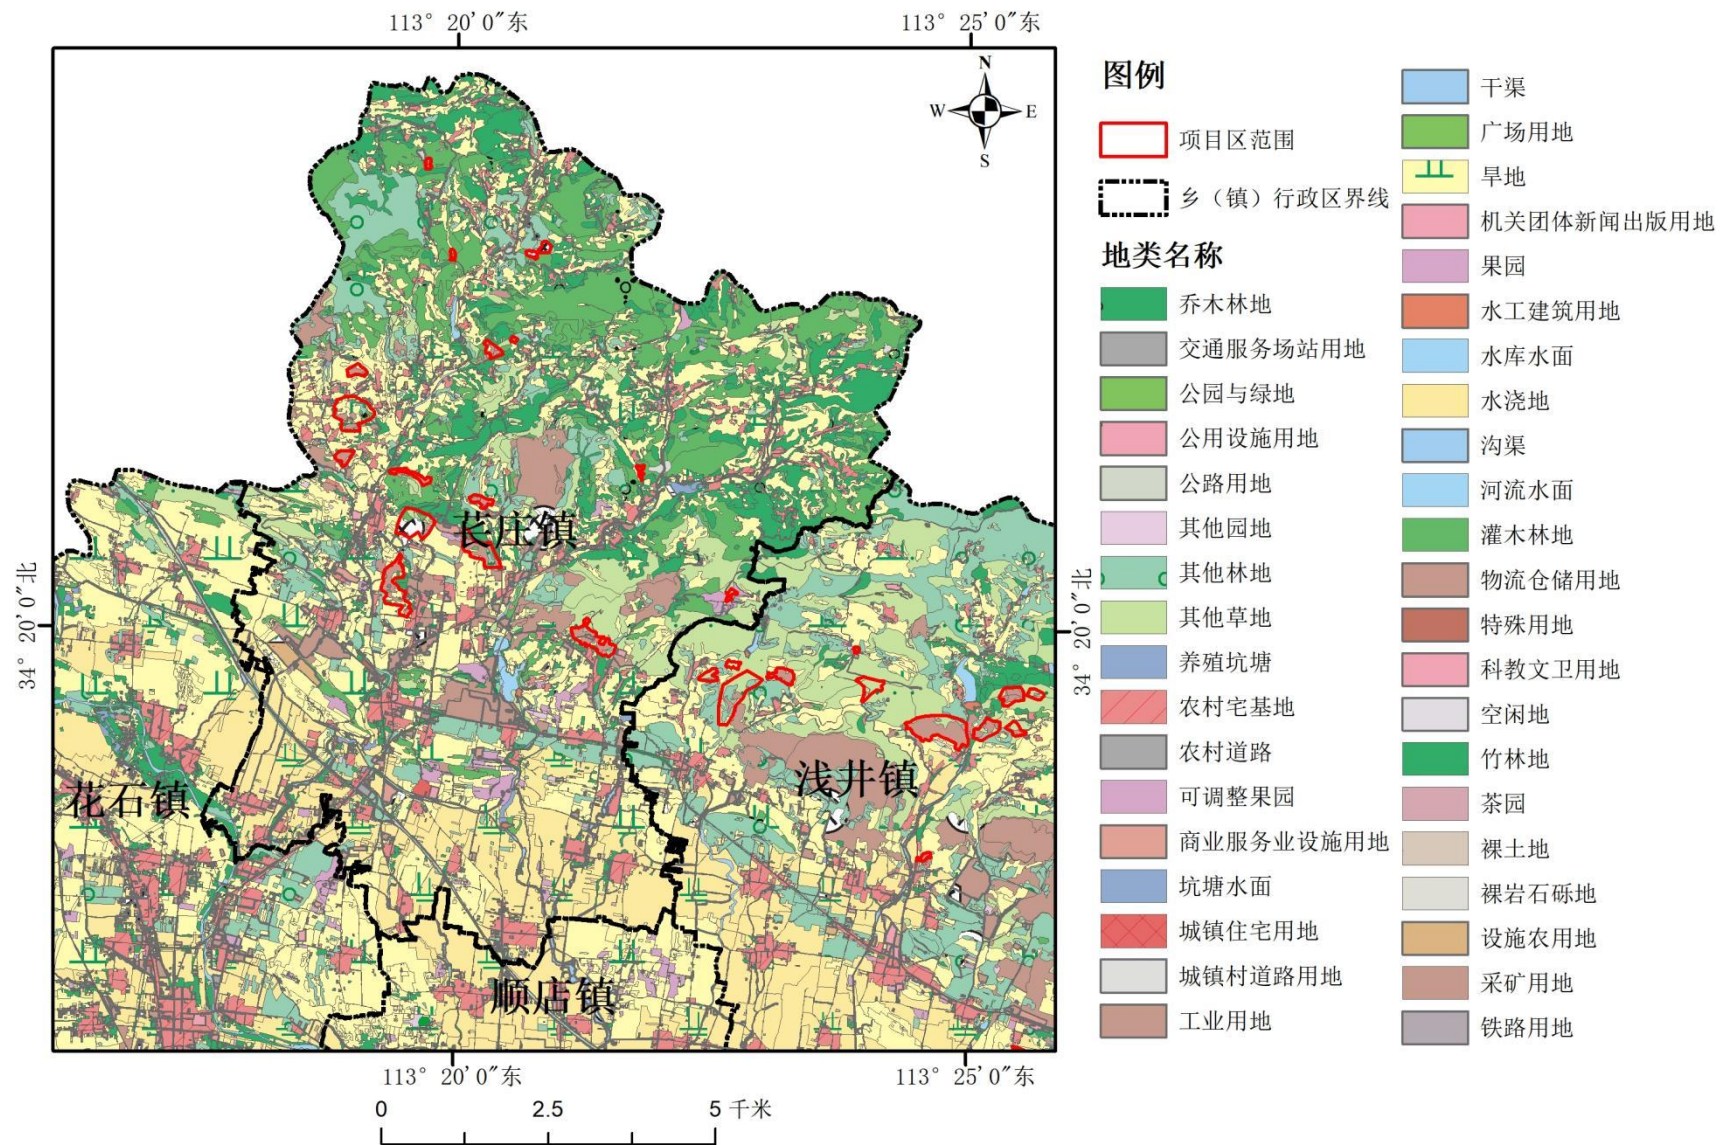 113° 20'0"东
113° 25'0"东
N
W
E
S
34° 20'0"北
34° 20'0"北
苌庄镇
浅井镇
花石镇
顺店镇
113° 20'0"东
113° 25'0"东
0
2.5
5 千米
图例
项目区范围
乡（镇）行政区界线
地类名称
乔木林地
交通服务场站用地
公园与绿地
公用设施用地
公路用地
其他园地
其他林地
其他草地
养殖坑塘
农村宅基地
农村道路
可调整果园
商业服务业设施用地
坑塘水面
城镇住宅用地
城镇村道路用地
工业用地
干渠
广场用地
旱地
机关团体新闻出版用地
果园
水工建筑用地
水库水面
水浇地
沟渠
河流水面
灌木林地
物流仓储用地
特殊用地
科教文卫用地
空闲地
竹林地
茶园
裸土地
裸岩石砾地
设施农用地
采矿用地
铁路用地